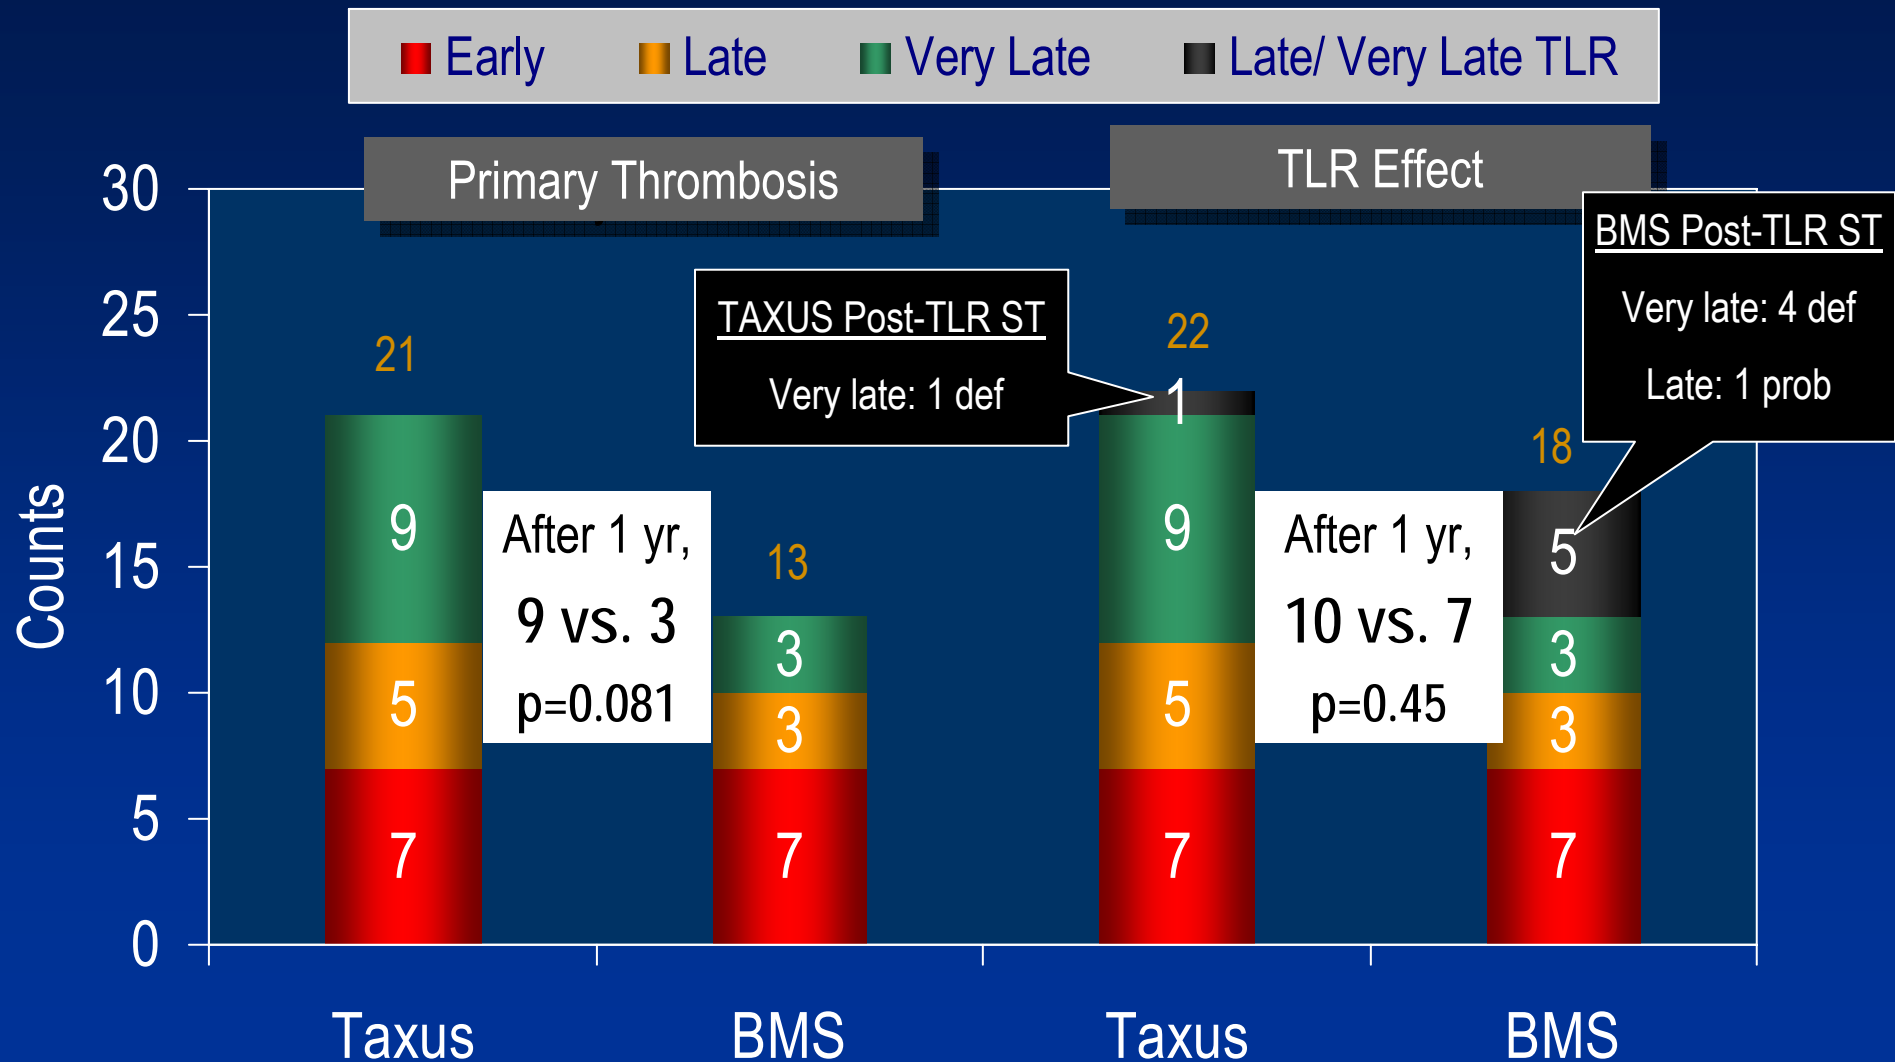 Early Late Very Late Late/ Very Late TLR
Primary Thrombosis
TLR Effect
Counts
30
25
20
15
10
5
0
21
9
5
7
After 1 yr,
9 vs. 3
p=0.081
13
3
3
7
TAXUS Post-TLR ST
Very late: 1 def
22
1
9
5
7
After 1 yr,
10 vs. 7
p=0.45
BMS Post-TLR ST
Very late: 4 def
Late: 1 prob
18
5
3
3
7
Taxus BMS Taxus BMS